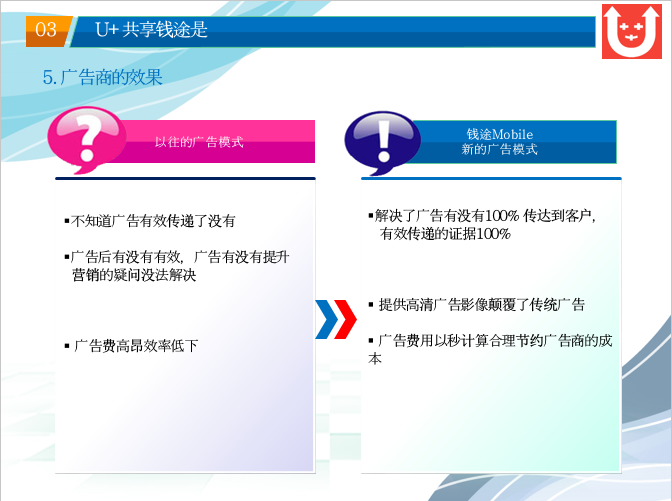 03
U+ 共享钱途是
5. 广告商的效果
以往的广告模式
钱途Mobile
新的广告模式
▪不知道广告有效传递了没有
▪广告后有没有有效，广告有没有提升
营销的疑问没法解决
▪ 广告费高昂效率低下
▪解决了广告有没有100% 传达到客户，
有效传递的证据100%
▪ 提供高清广告影像颠覆了传统广告
▪ 广告费用以秒计算合理节约广告商的成
本